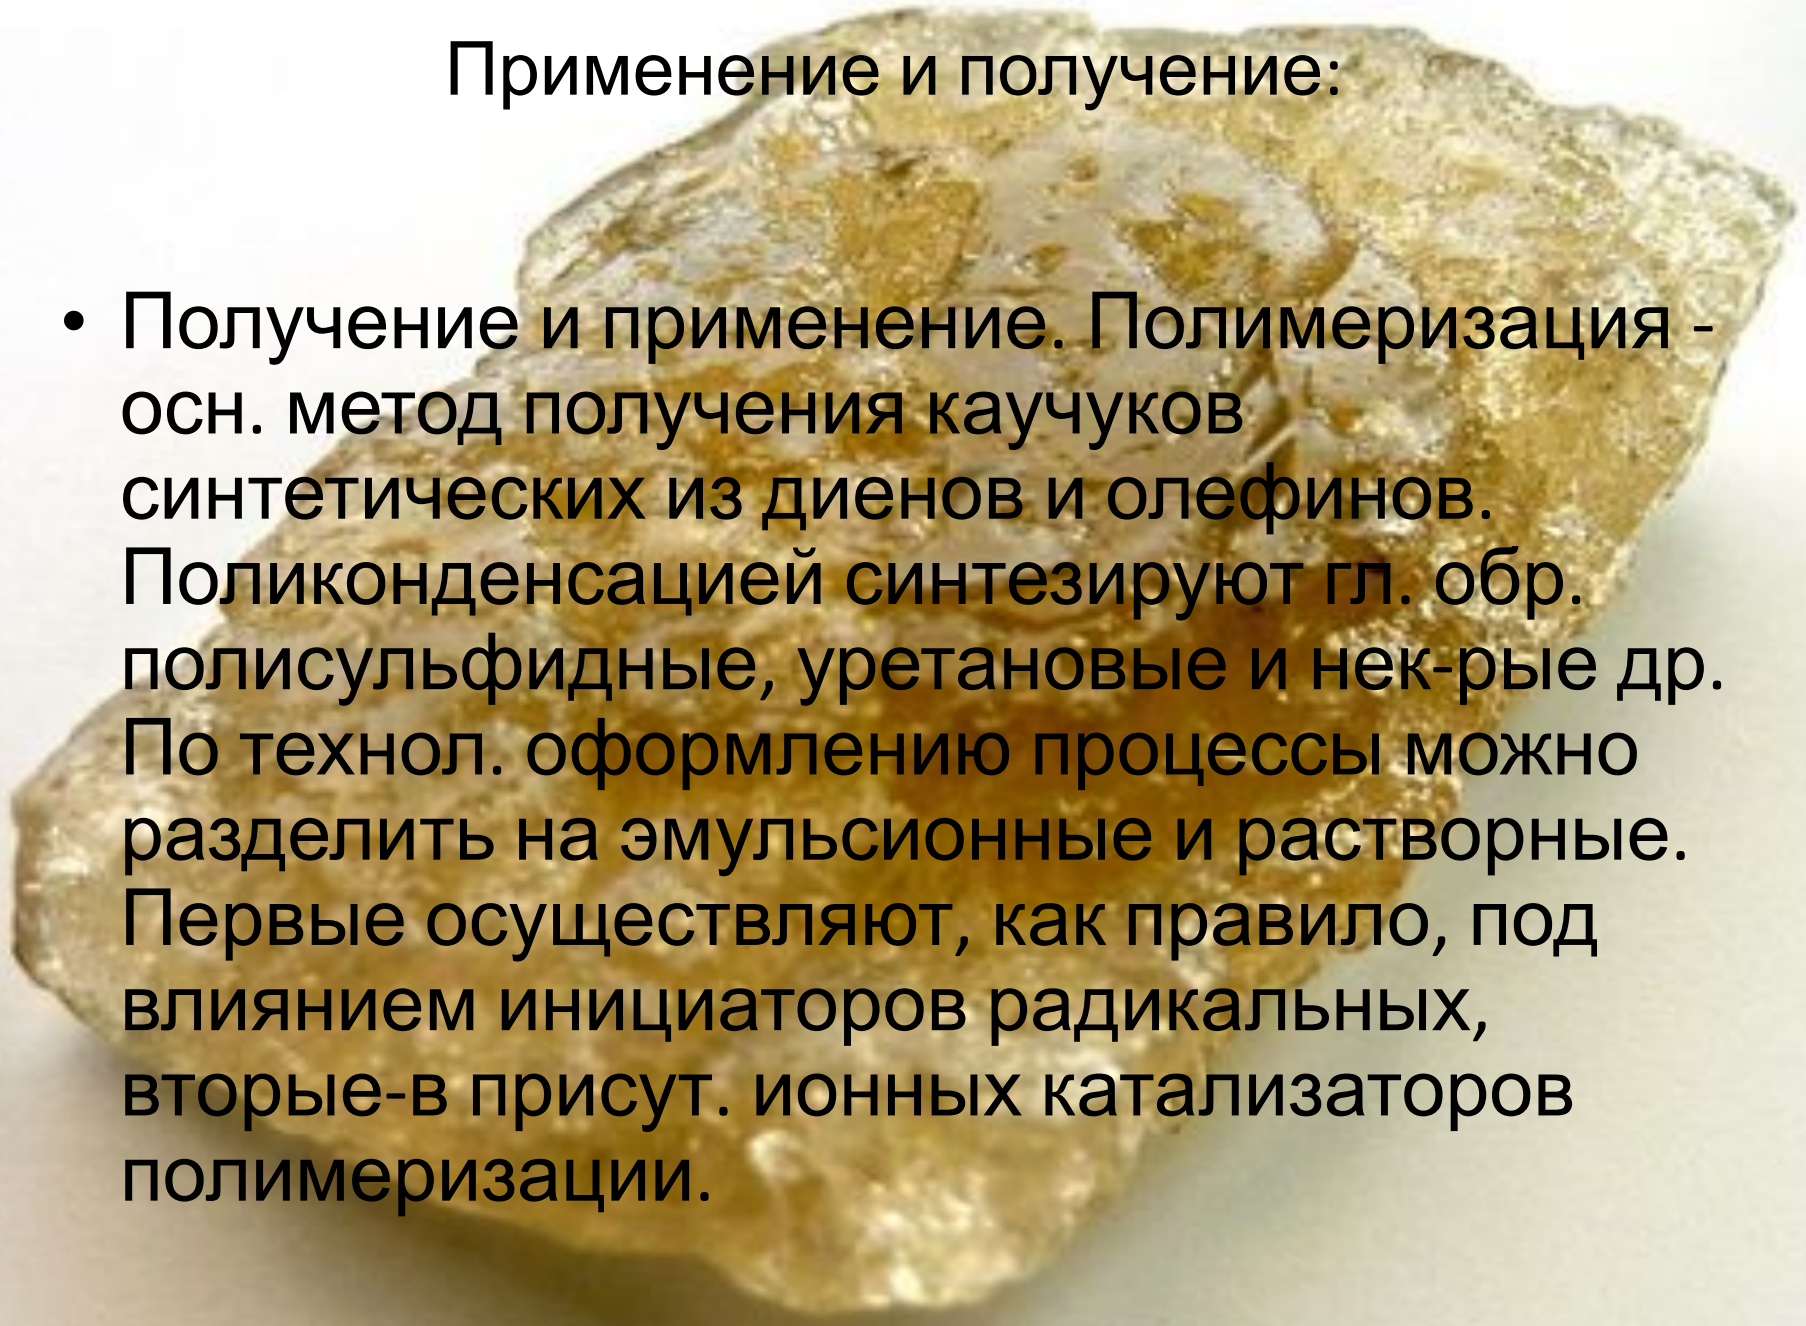 Применение и получение:
• Получение и применение. Полимеризация -
осн. метод получения каучуков
синтетических из диенов и олефинов.
Поликонденсацией синтезируют гл. обр.
полисульфидные, уретановые и нек-рые др.
По технол. оформлению процессы можно
разделить на эмульсионные и растворные.
Первые осуществляют, как правило, под
влиянием инициаторов радикальных,
вторые-в присут. ионных катализаторов
полимеризации.